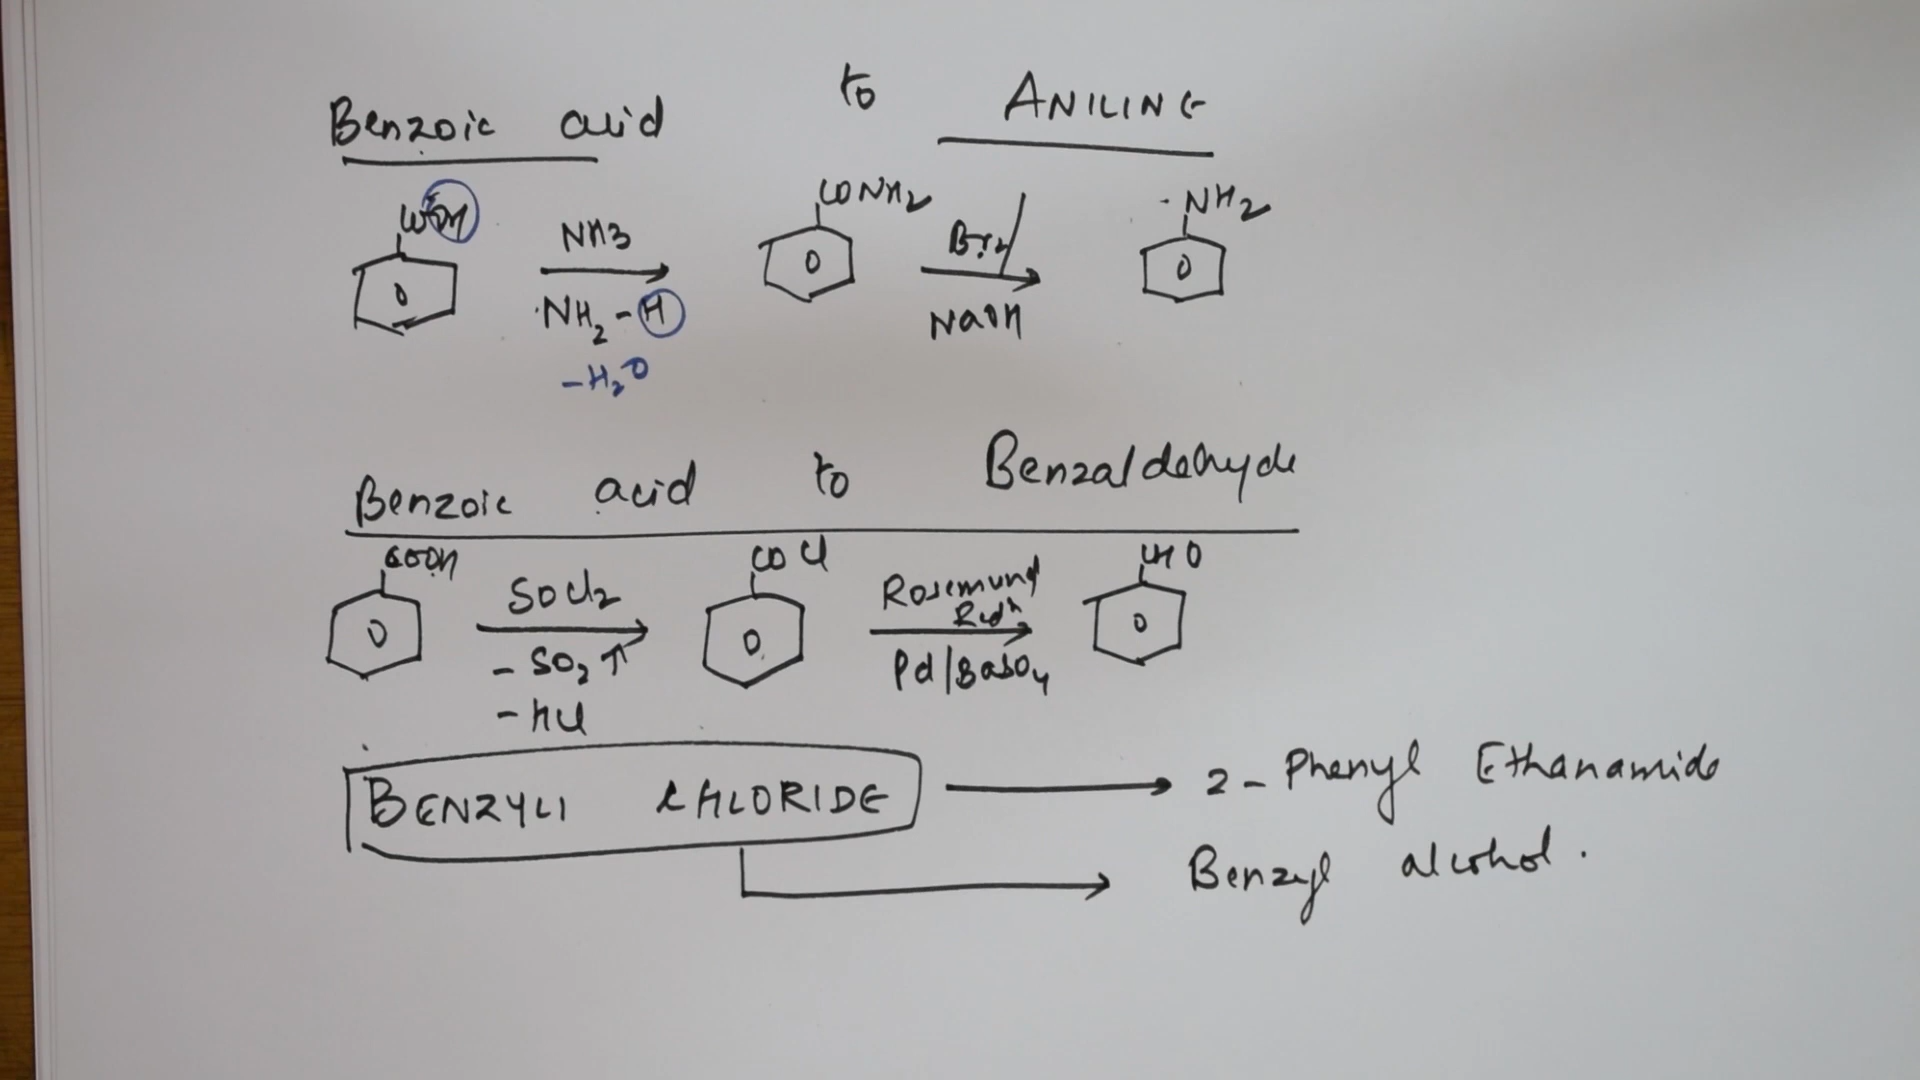 Benzoic acid to ANILINE
COOH CONH2 NH2
NH3 Br2/
NH2-H NaOH
-H2O
Benzoic acid to Benzaldehyde
COOH COCl CHO
SOCl2 Rosemund Redn
-SO2↑ Pd/BaSO4
-HCl
BENZYLI CHLORIDE → 2-Phenyl Ethanamide
Benzyl alcohol.